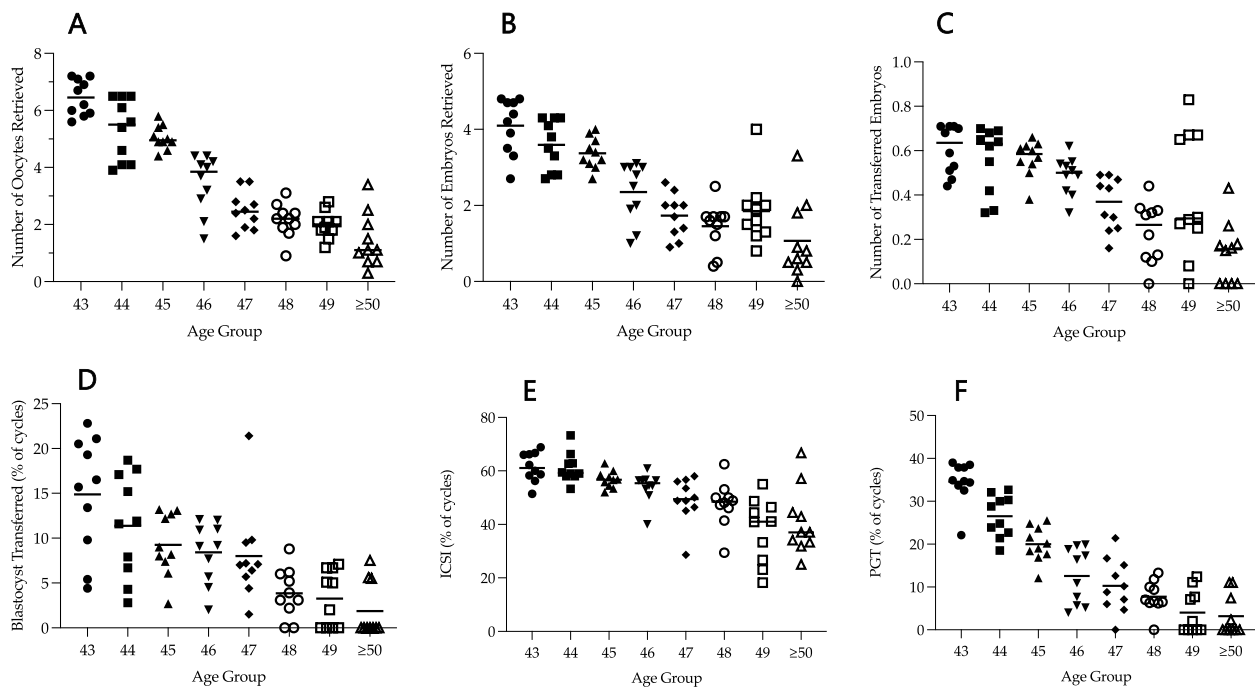 A
Number of Oocytes Retrieved
8
6
4
2
0
43 44 45 46 47 48 49 ≥50
Age Group
B
Number of Embryos Retrieved
6
4
2
0
43 44 45 46 47 48 49 ≥50
Age Group
C
Number of Transferred Embryos
1.0
0.8
0.6
0.4
0.2
0.0
43 44 45 46 47 48 49 ≥50
Age Group
D
Blastocyst Transferred (% of cycles)
25
20
15
10
5
0
43 44 45 46 47 48 49 ≥50
Age Group
E
ICSI (% of cycles)
80
60
40
20
0
43 44 45 46 47 48 49 ≥50
Age Group
F
PGT (% of cycles)
50
40
30
20
10
0
43 44 45 46 47 48 49 ≥50
Age Group